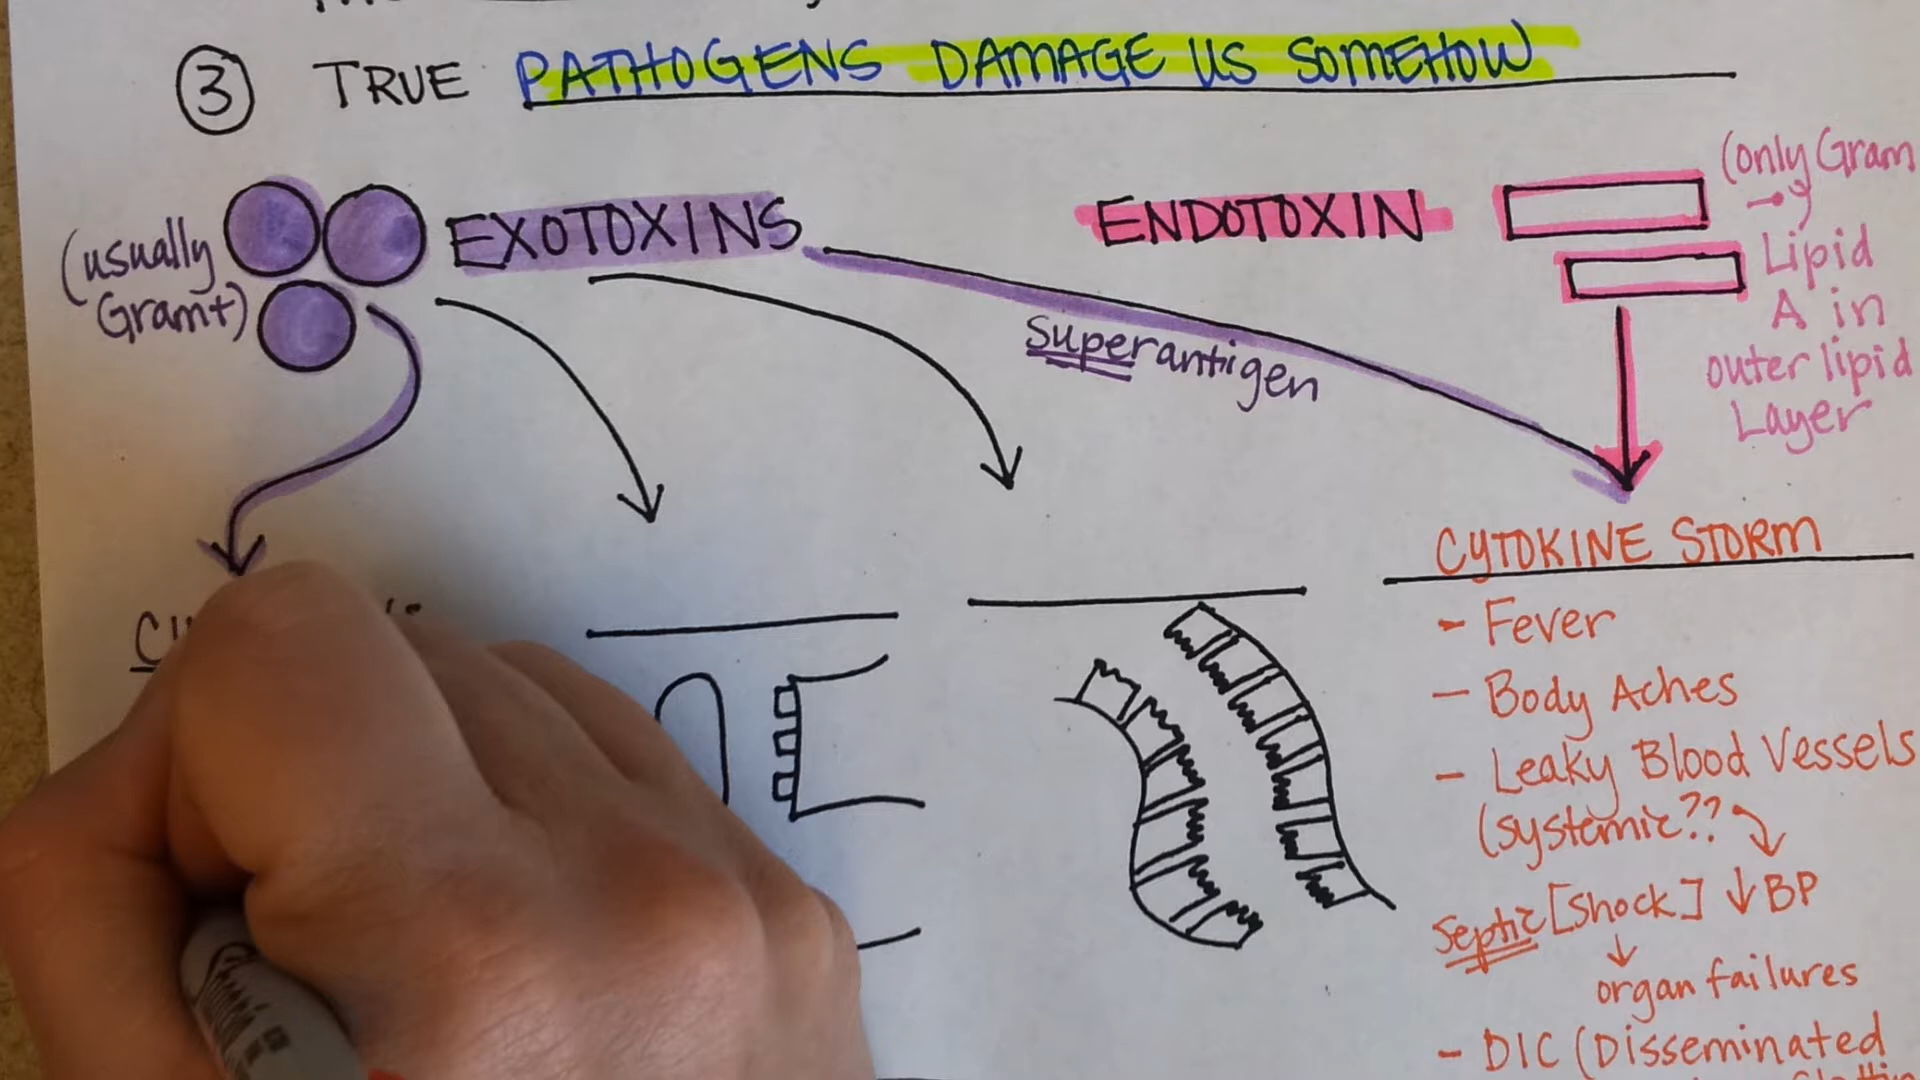 ③ TRUE PATHOGENS DAMAGE US SOMEHOW
(usually
Gram+)
EXOTOXINS
Superantigen
ENDOTOXIN
(only Gram
Lipid
A in
outer lipid
Layer
CYTOKINE STORM
- Fever
- Body Aches
- Leaky Blood Vessels
(systemic??
Septic [Shock] ↓BP
↓
organ failures
- DIC (Disseminated
Sharpie